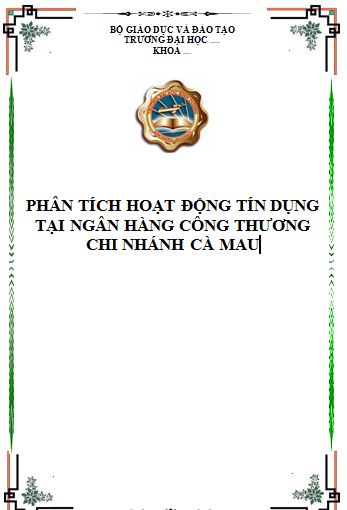 BỘ GIÁO DỤC VÀ ĐÀO TẠO
TRƯỜNG ĐẠI HỌC .....
KHOA ....
PHÂN TÍCH HOẠT ĐỘNG TÍN DỤNG
TẠI NGÂN HÀNG CÔNG THƯƠNG
CHI NHÁNH CÀ MAU